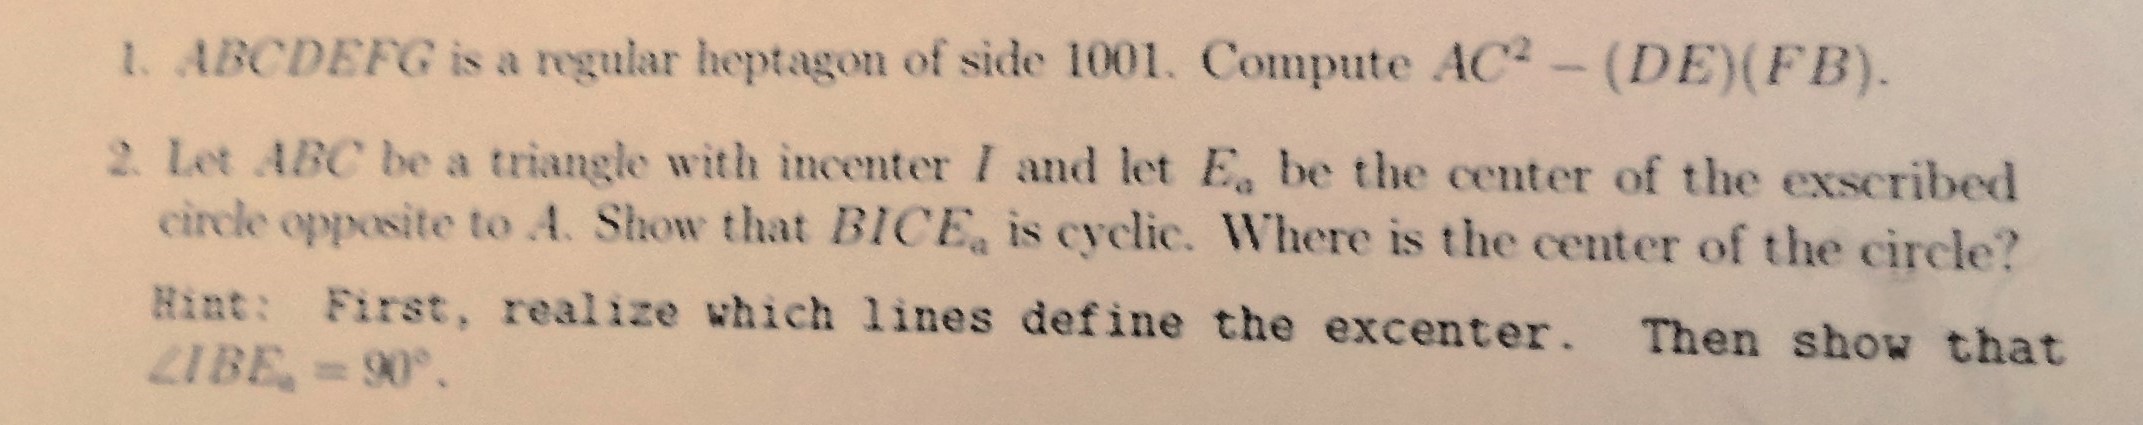 1. ABCDEFG is a regular heptagon of side 1001. Compute AC² − (DE)(FB).
2. Let ABC be a triangle with incenter I and let Eₐ be the center of the exscribed
circle opposite to A. Show that BICEₐ is cyclic. Where is the center of the circle?
Hint: First, realize which lines define the excenter. Then show that
∠IBEₐ = 90°.